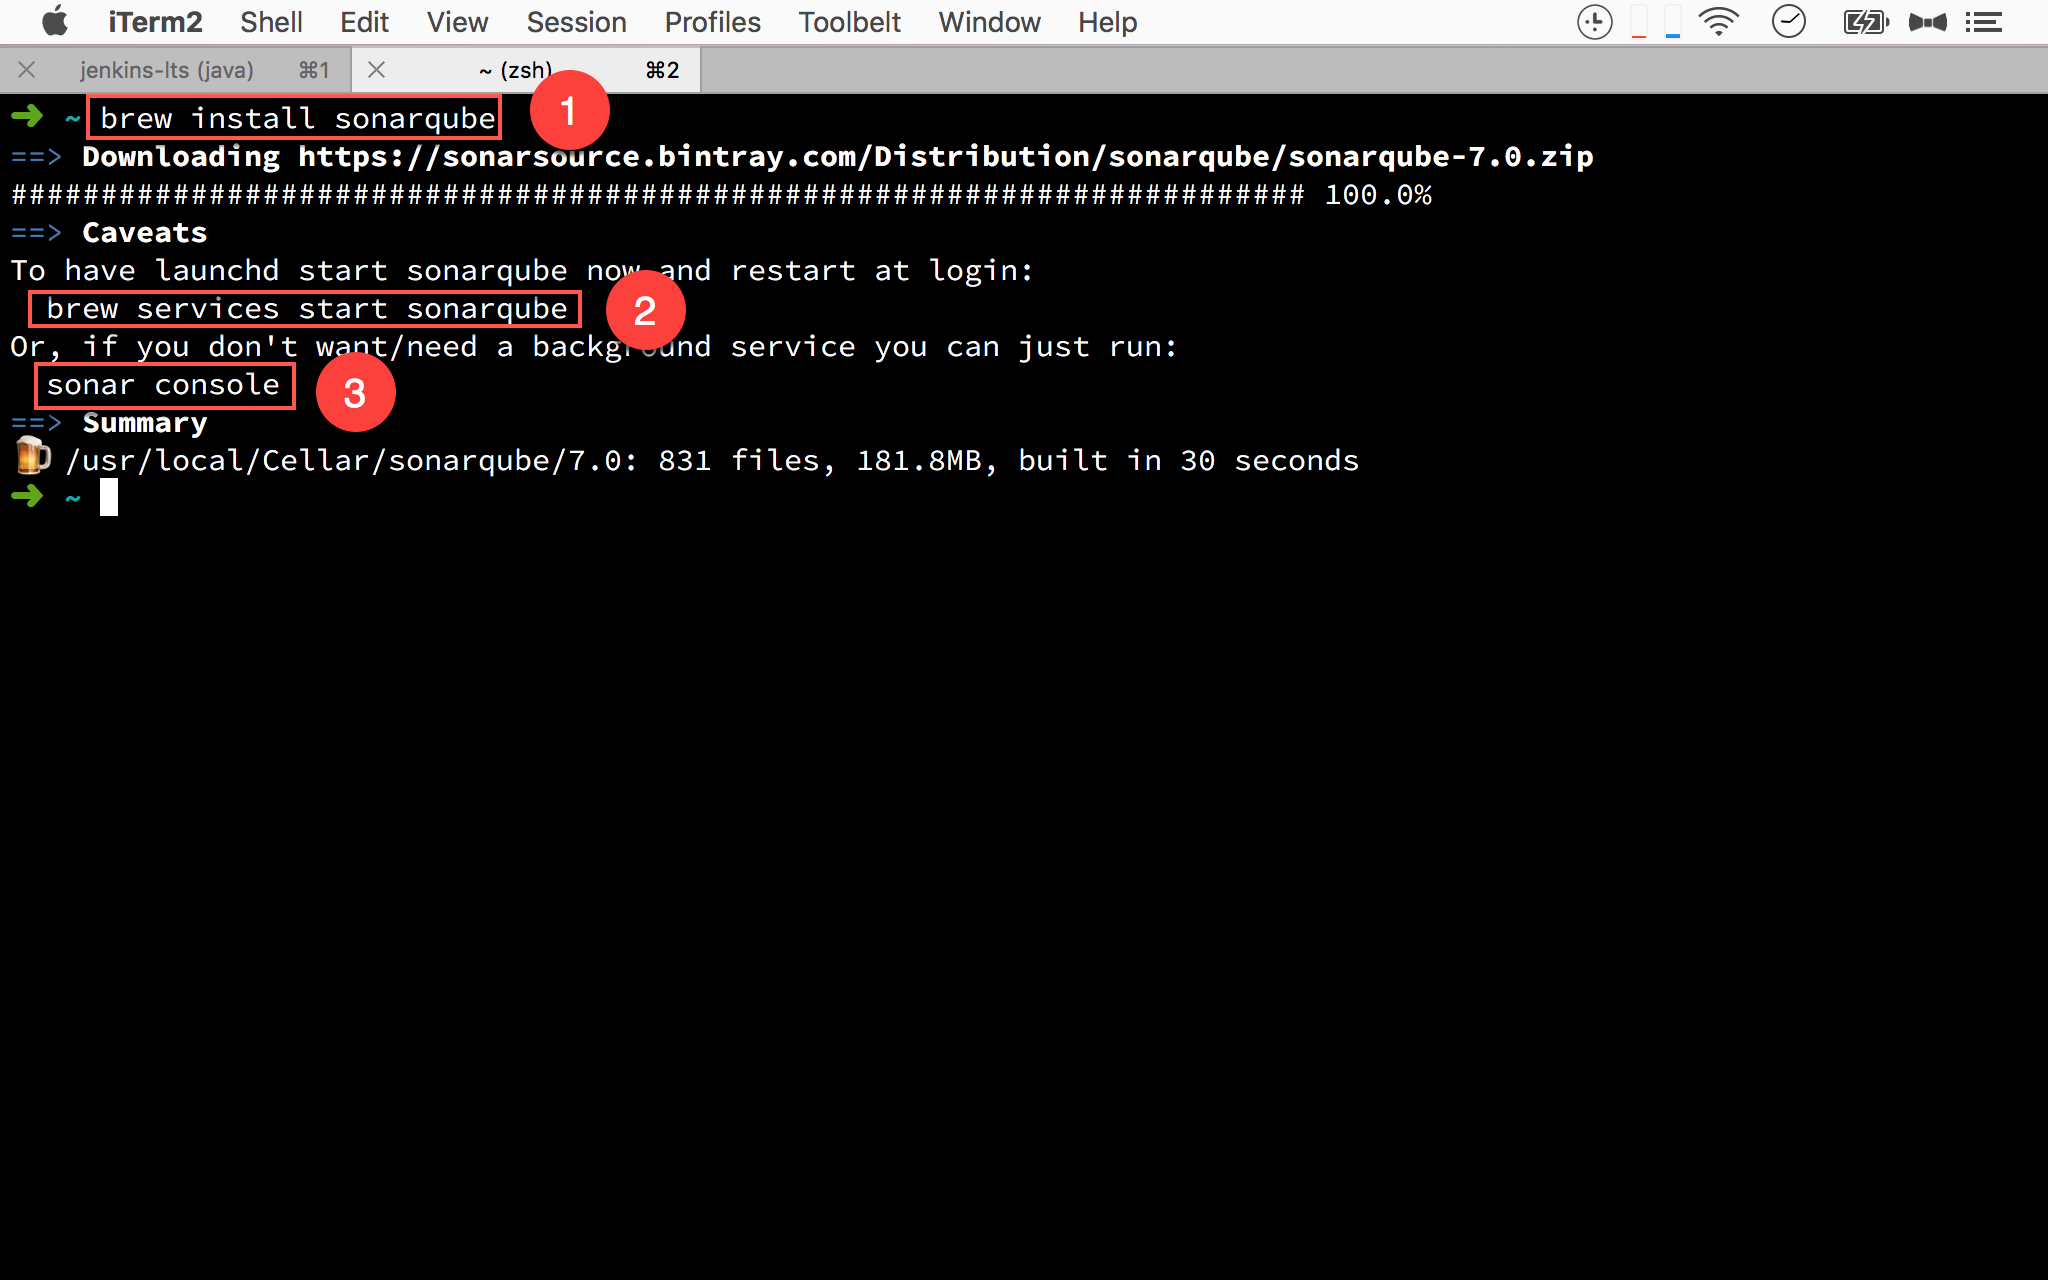 iTerm2 Shell Edit View Session Profiles Toolbelt Window Help
jenkins-lts (java) ⌘1 ~ (zsh) ⌘2
➜ ~ brew install sonarqube 1
==> Downloading https://sonarsource.bintray.com/Distribution/sonarqube/sonarqube-7.0.zip
######################################################################## 100.0%
==> Caveats
To have launchd start sonarqube now and restart at login:
brew services start sonarqube 2
Or, if you don't want/need a background service you can just run:
sonar console 3
==> Summary
🍺 /usr/local/Cellar/sonarqube/7.0: 831 files, 181.8MB, built in 30 seconds
➜ ~